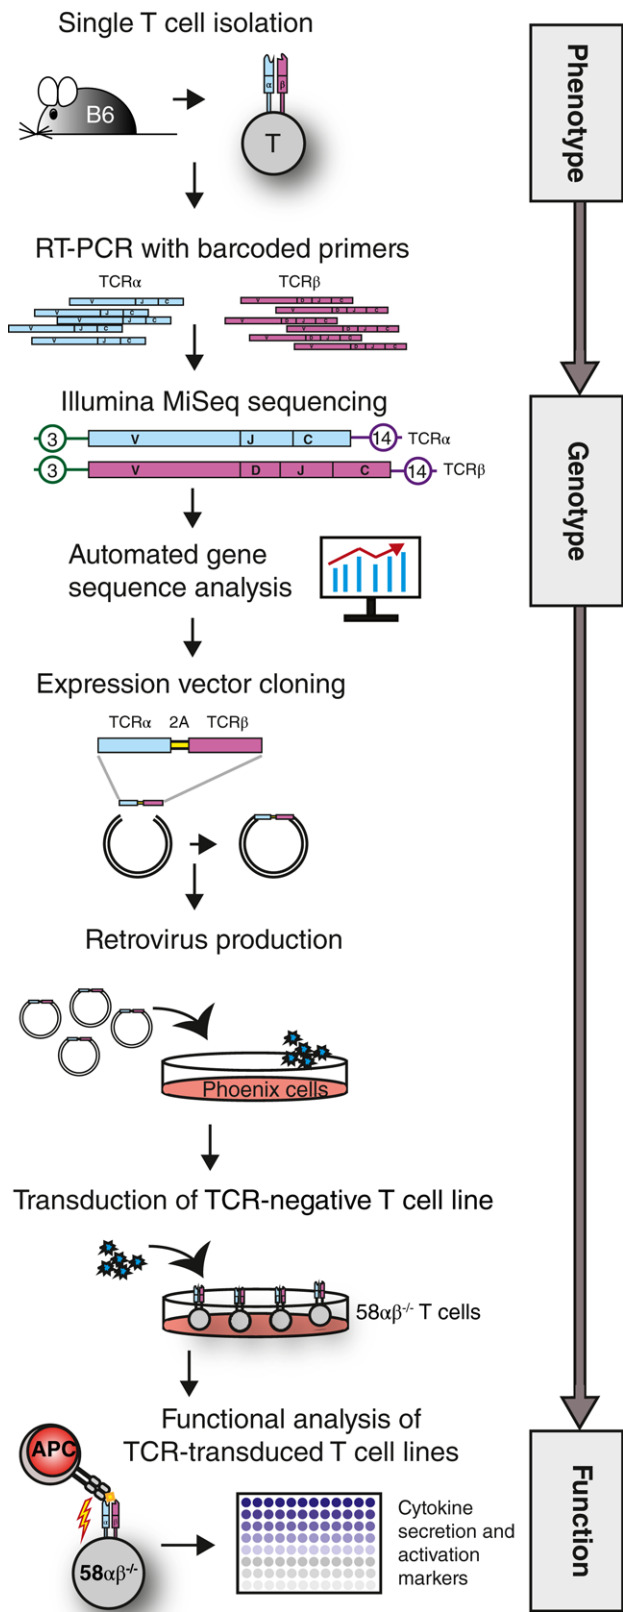 Single T cell isolation
B6
α β
T
Phenotype
RT-PCR with barcoded primers
TCRα TCRβ
V J C V D J C
V J C V D J C
V J C V D J C
V J C V D J C
V J C V D J C
V D J C
Illumina MiSeq sequencing
3 V J C 14 TCRα
3 V D J C 14 TCRβ
Genotype
Automated gene
sequence analysis
Expression vector cloning
TCRα 2A TCRβ
Retrovirus production
Phoenix cells
Transduction of TCR-negative T cell line
58αβ-/- T cells
Functional analysis of
TCR-transduced T cell lines
APC
58αβ-/-
Cytokine
secretion and
activation
markers
Function